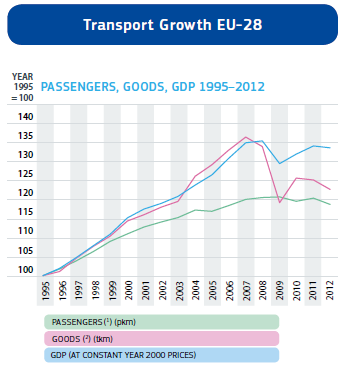 Transport Growth EU-28
YEAR
1995
=100
PASSENGERS, GOODS, GDP 1995–2012
140
135
130
125
120
115
110
105
100
1995 1996 1997 1998 1999 2000 2001 2002 2003 2004 2005 2006 2007 2008 2009 2010 2011 2012
PASSENGERS (¹) (pkm)
GOODS (²) (tkm)
GDP (AT CONSTANT YEAR 2000 PRICES)